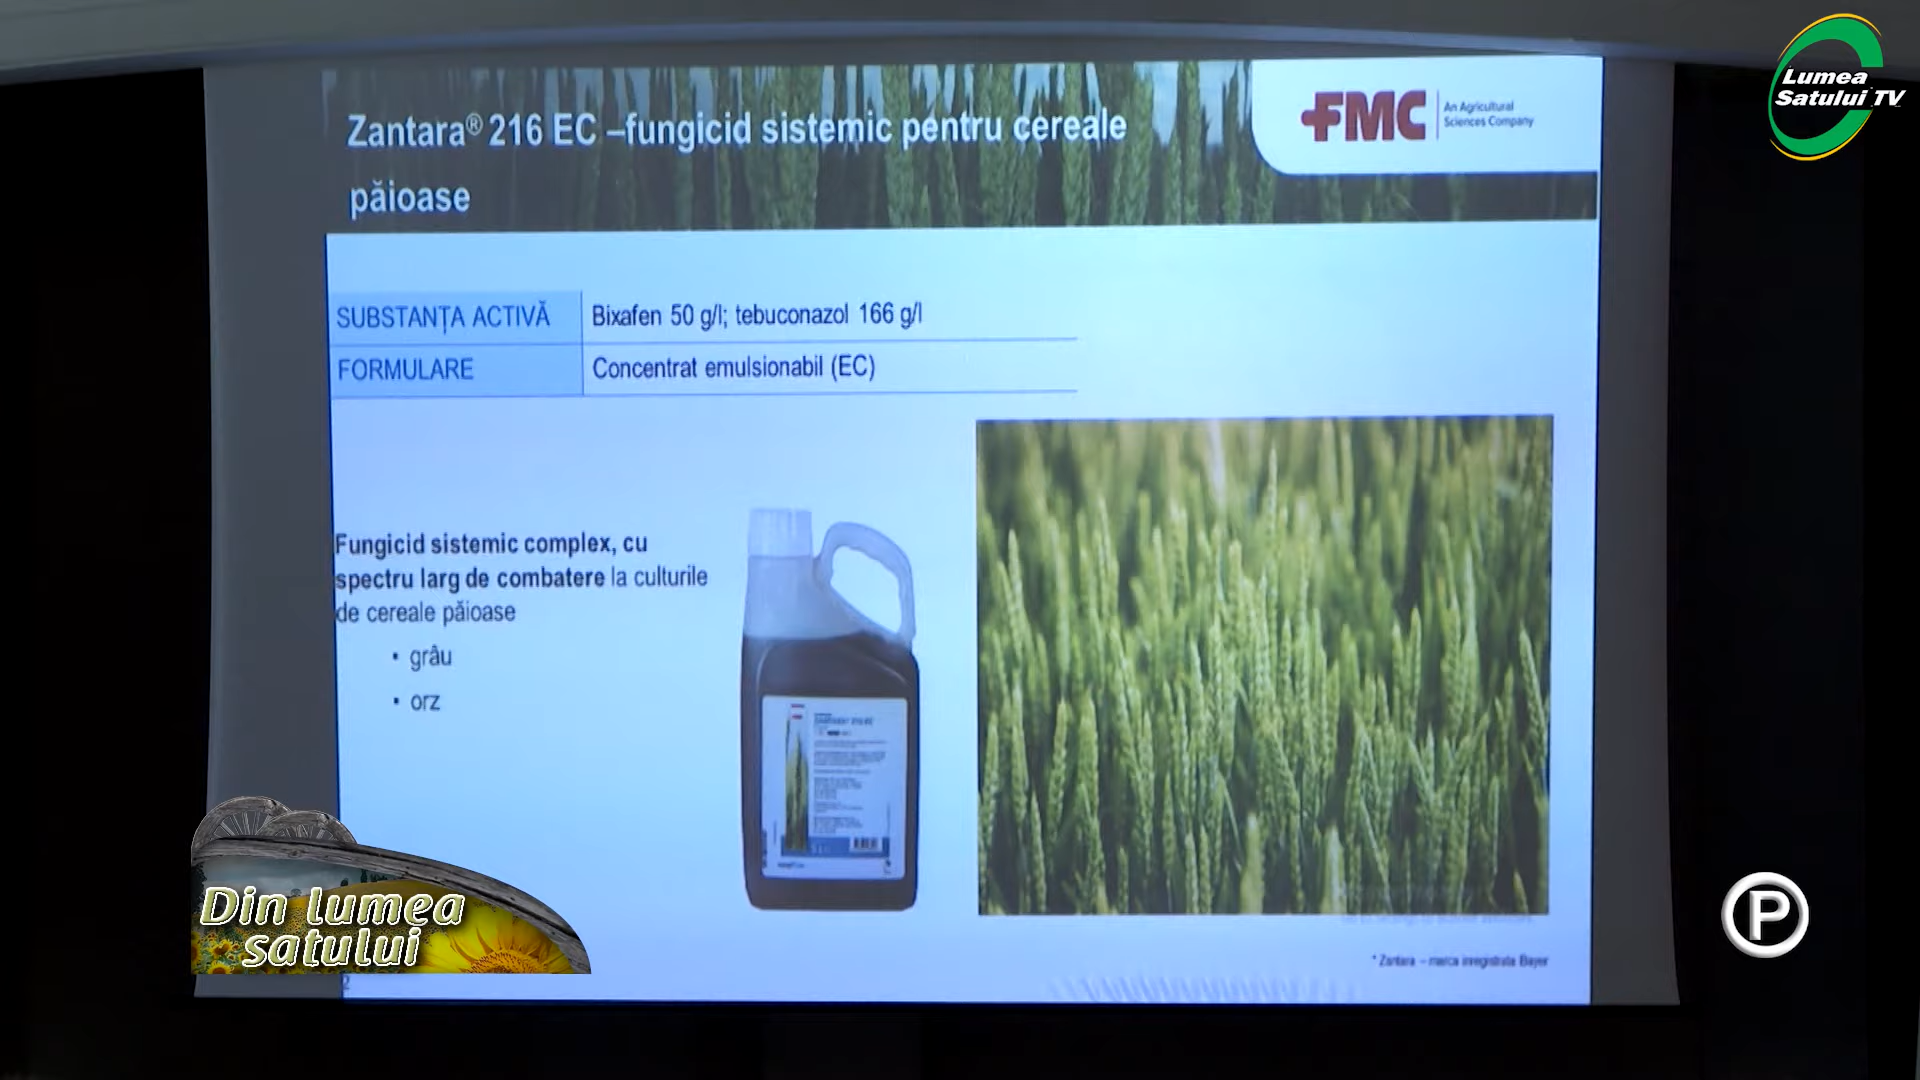 Lumea
Satului TV
Zantara® 216 EC –fungicid sistemic pentru cereale
păioase
FMC
An Agricultural
Sciences Company
SUBSTANȚA ACTIVĂ Bixafen 50 g/l; tebuconazol 166 g/l
FORMULARE Concentrat emulsionabil (EC)
Fungicid sistemic complex, cu
spectru larg de combatere la culturile
de cereale păioase
• grâu
• orz
Din lumea
satului
P
* Zantara – marca inregistrata Bayer
2